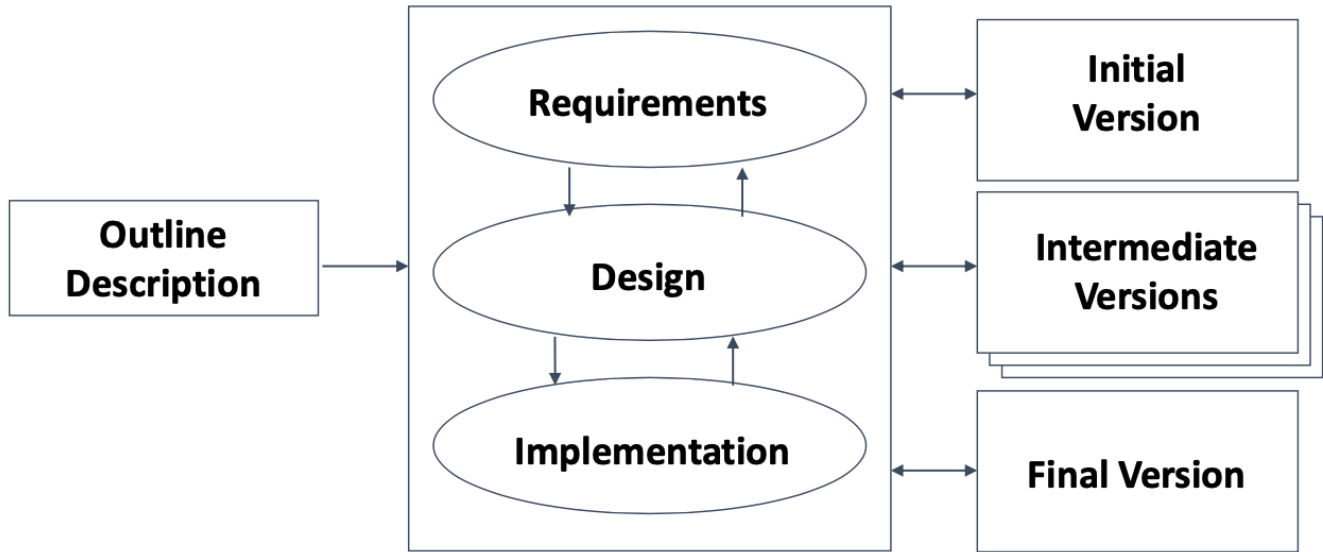 Outline
Description
Requirements
Design
Implementation
Initial
Version
Intermediate
Versions
Final Version